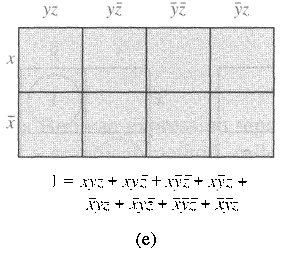 yz yz̄ ȳz̄ ȳz
x
x̄
1 = xyz + xyz̄ + xȳz̄ + xȳz +
x̄yz + x̄yz̄ + x̄ȳz̄ + x̄ȳz
(e)